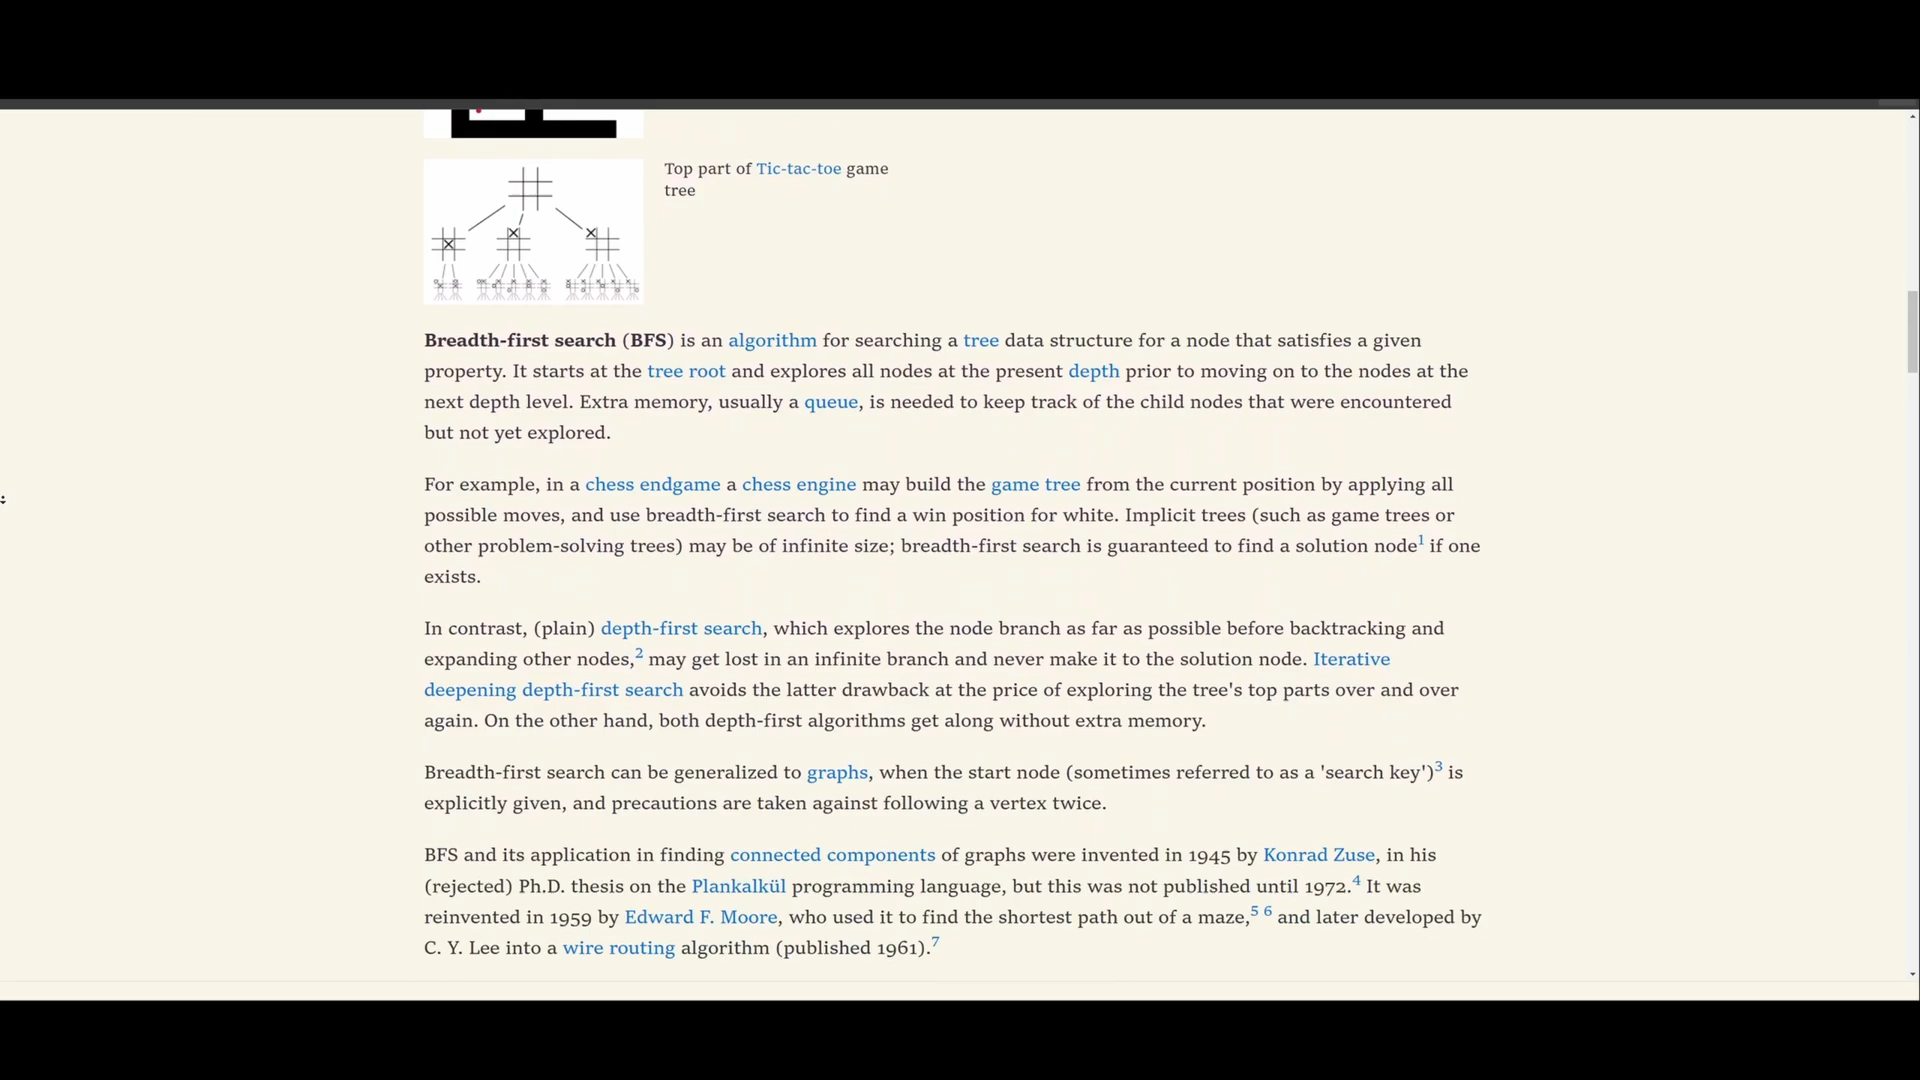 Top part of Tic-tac-toe game
tree
Breadth-first search (BFS) is an algorithm for searching a tree data structure for a node that satisfies a given
property. It starts at the tree root and explores all nodes at the present depth prior to moving on to the nodes at the
next depth level. Extra memory, usually a queue, is needed to keep track of the child nodes that were encountered
but not yet explored.
For example, in a chess endgame a chess engine may build the game tree from the current position by applying all
possible moves, and use breadth-first search to find a win position for white. Implicit trees (such as game trees or
other problem-solving trees) may be of infinite size; breadth-first search is guaranteed to find a solution node1 if one
exists.
In contrast, (plain) depth-first search, which explores the node branch as far as possible before backtracking and
expanding other nodes,2 may get lost in an infinite branch and never make it to the solution node. Iterative
deepening depth-first search avoids the latter drawback at the price of exploring the tree's top parts over and over
again. On the other hand, both depth-first algorithms get along without extra memory.
Breadth-first search can be generalized to graphs, when the start node (sometimes referred to as a 'search key')3 is
explicitly given, and precautions are taken against following a vertex twice.
BFS and its application in finding connected components of graphs were invented in 1945 by Konrad Zuse, in his
(rejected) Ph.D. thesis on the Plankalkül programming language, but this was not published until 1972.4 It was
reinvented in 1959 by Edward F. Moore, who used it to find the shortest path out of a maze,5 6 and later developed by
C. Y. Lee into a wire routing algorithm (published 1961).7